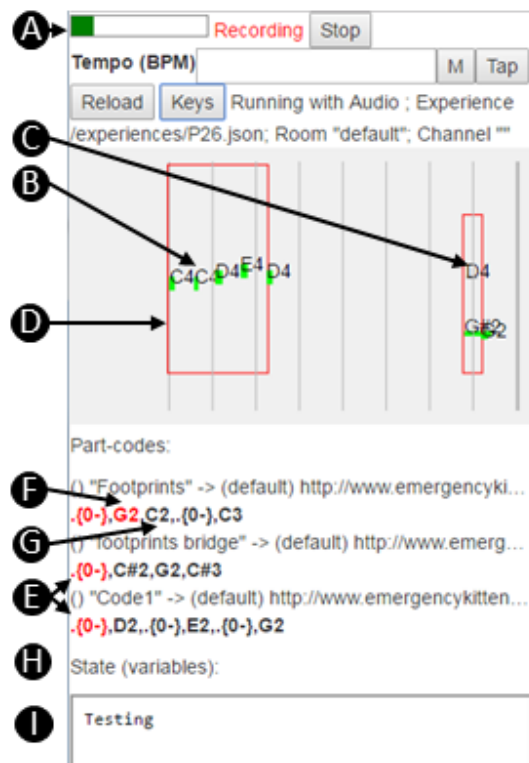 A Recording Stop
Tempo (BPM) M Tap
Reload Keys Running with Audio ; Experience
/experiences/P26.json; Room "default"; Channel ""
C
B
C4 C4 D4 E4 D4 D4
D
G#2 G2
Part-codes:
F () "Footprints" -> (default) http://www.emergencyki...
.{0-},G2,C2,.{0-},C3
G () "footprints bridge" -> (default) http://www.emerg...
.{0-},C#2,G2,C#3
E () "Code1" -> (default) http://www.emergencykitten...
.{0-},D2,.{0-},E2,.{0-},G2
H State (variables):
I Testing